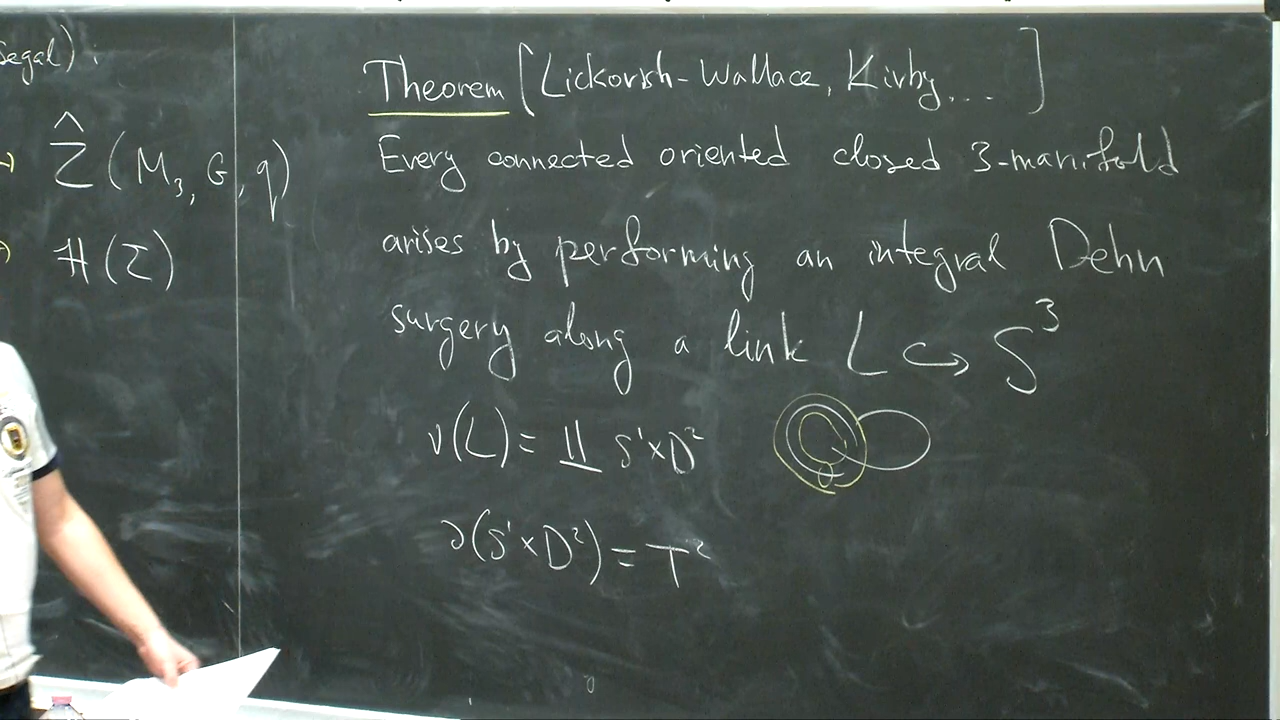 Segal).
Ẑ(M₃, G, q)
H(Σ)
Theorem [Lickorish-Wallace, Kirby, ... ]
Every connected oriented closed 3-manifold
arises by performing an integral Dehn
surgery along a link L ↪ S³
ν(L) = ∐ S¹×D²
∂(S¹×D²) = T²